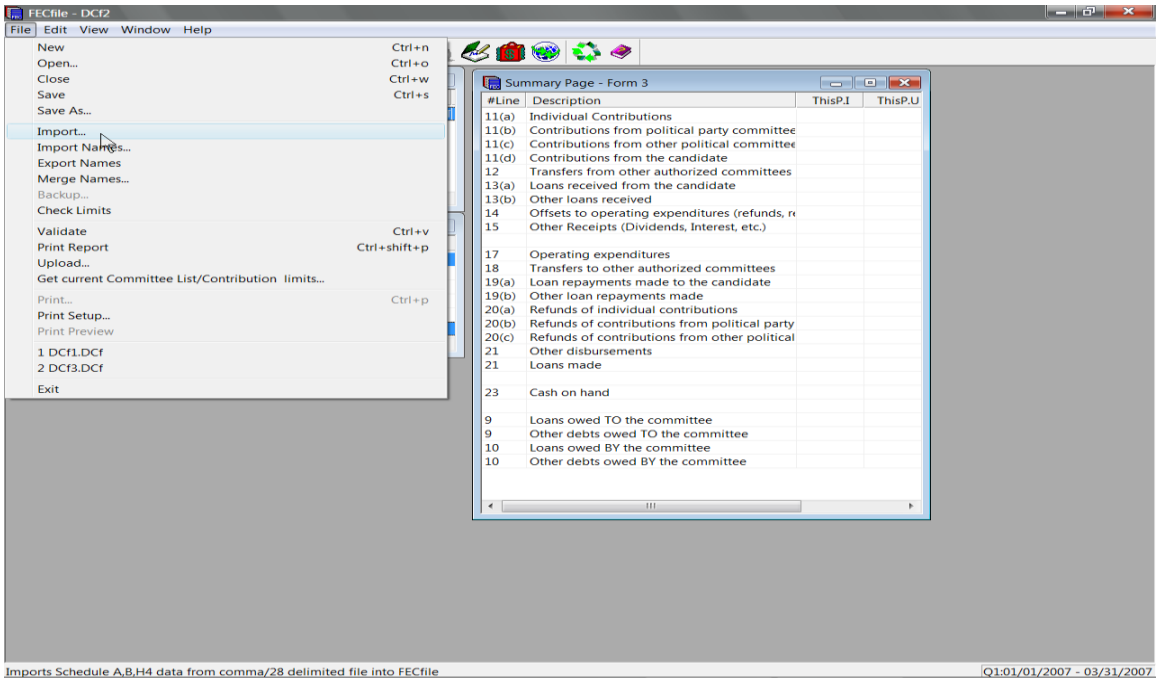 FECfile - DCf2
File Edit View Window Help
New Ctrl+n
Open... Ctrl+o
Close Ctrl+w
Save Ctrl+s
Save As...
Import...
Import Names...
Export Names
Merge Names...
Backup...
Check Limits
Validate Ctrl+v
Print Report Ctrl+shift+p
Upload...
Get current Committee List/Contribution limits...
Print... Ctrl+p
Print Setup...
Print Preview
1 DCf1.DCf
2 DCf3.DCf
Exit
Summary Page - Form 3
#Line Description ThisP.I ThisP.U
11(a) Individual Contributions
11(b) Contributions from political party committee
11(c) Contributions from other political committee
11(d) Contributions from the candidate
12 Transfers from other authorized committees
13(a) Loans received from the candidate
13(b) Other loans received
14 Offsets to operating expenditures (refunds, re
15 Other Receipts (Dividends, Interest, etc.)
17 Operating expenditures
18 Transfers to other authorized committees
19(a) Loan repayments made to the candidate
19(b) Other loan repayments made
20(a) Refunds of individual contributions
20(b) Refunds of contributions from political party
20(c) Refunds of contributions from other political
21 Other disbursements
21 Loans made
23 Cash on hand
9 Loans owed TO the committee
9 Other debts owed TO the committee
10 Loans owed BY the committee
10 Other debts owed BY the committee
Imports Schedule A,B,H4 data from comma/28 delimited file into FECfile
Q1:01/01/2007 - 03/31/2007